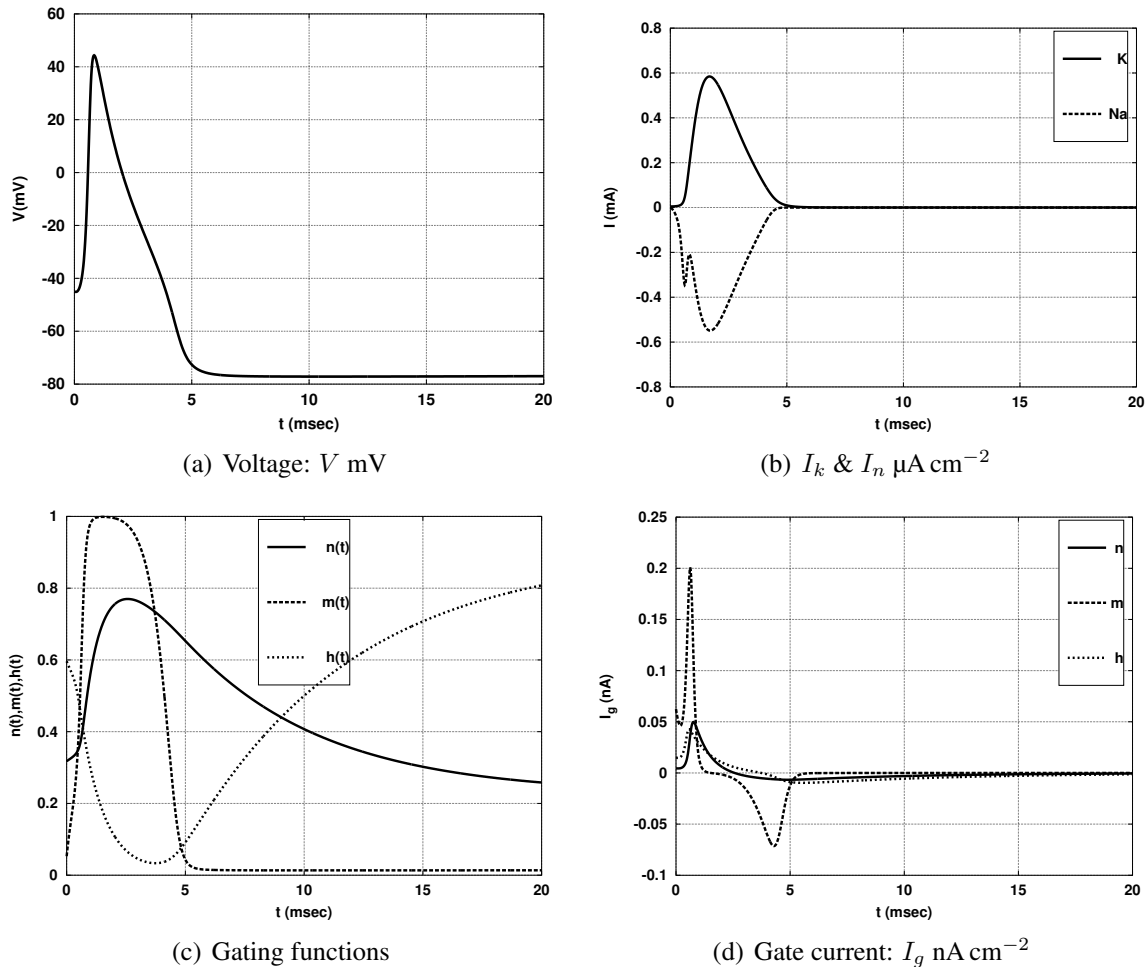 60
40
20
0
-20
-40
-60
-80
V(mV)
0 5 10 15 20
t (msec)
(a) Voltage: V mV
0.8
0.6
0.4
0.2
0
-0.2
-0.4
-0.6
-0.8
I (mA)
K
Na
0 5 10 15 20
t (msec)
(b) I_k & I_n μA cm⁻²
1
0.8
0.6
0.4
0.2
0
n(t),m(t),h(t)
n(t)
m(t)
h(t)
0 5 10 15 20
t (msec)
(c) Gating functions
0.25
0.2
0.15
0.1
0.05
0
-0.05
-0.1
I_g (nA)
n
m
h
0 5 10 15 20
t (msec)
(d) Gate current: I_g nA cm⁻²